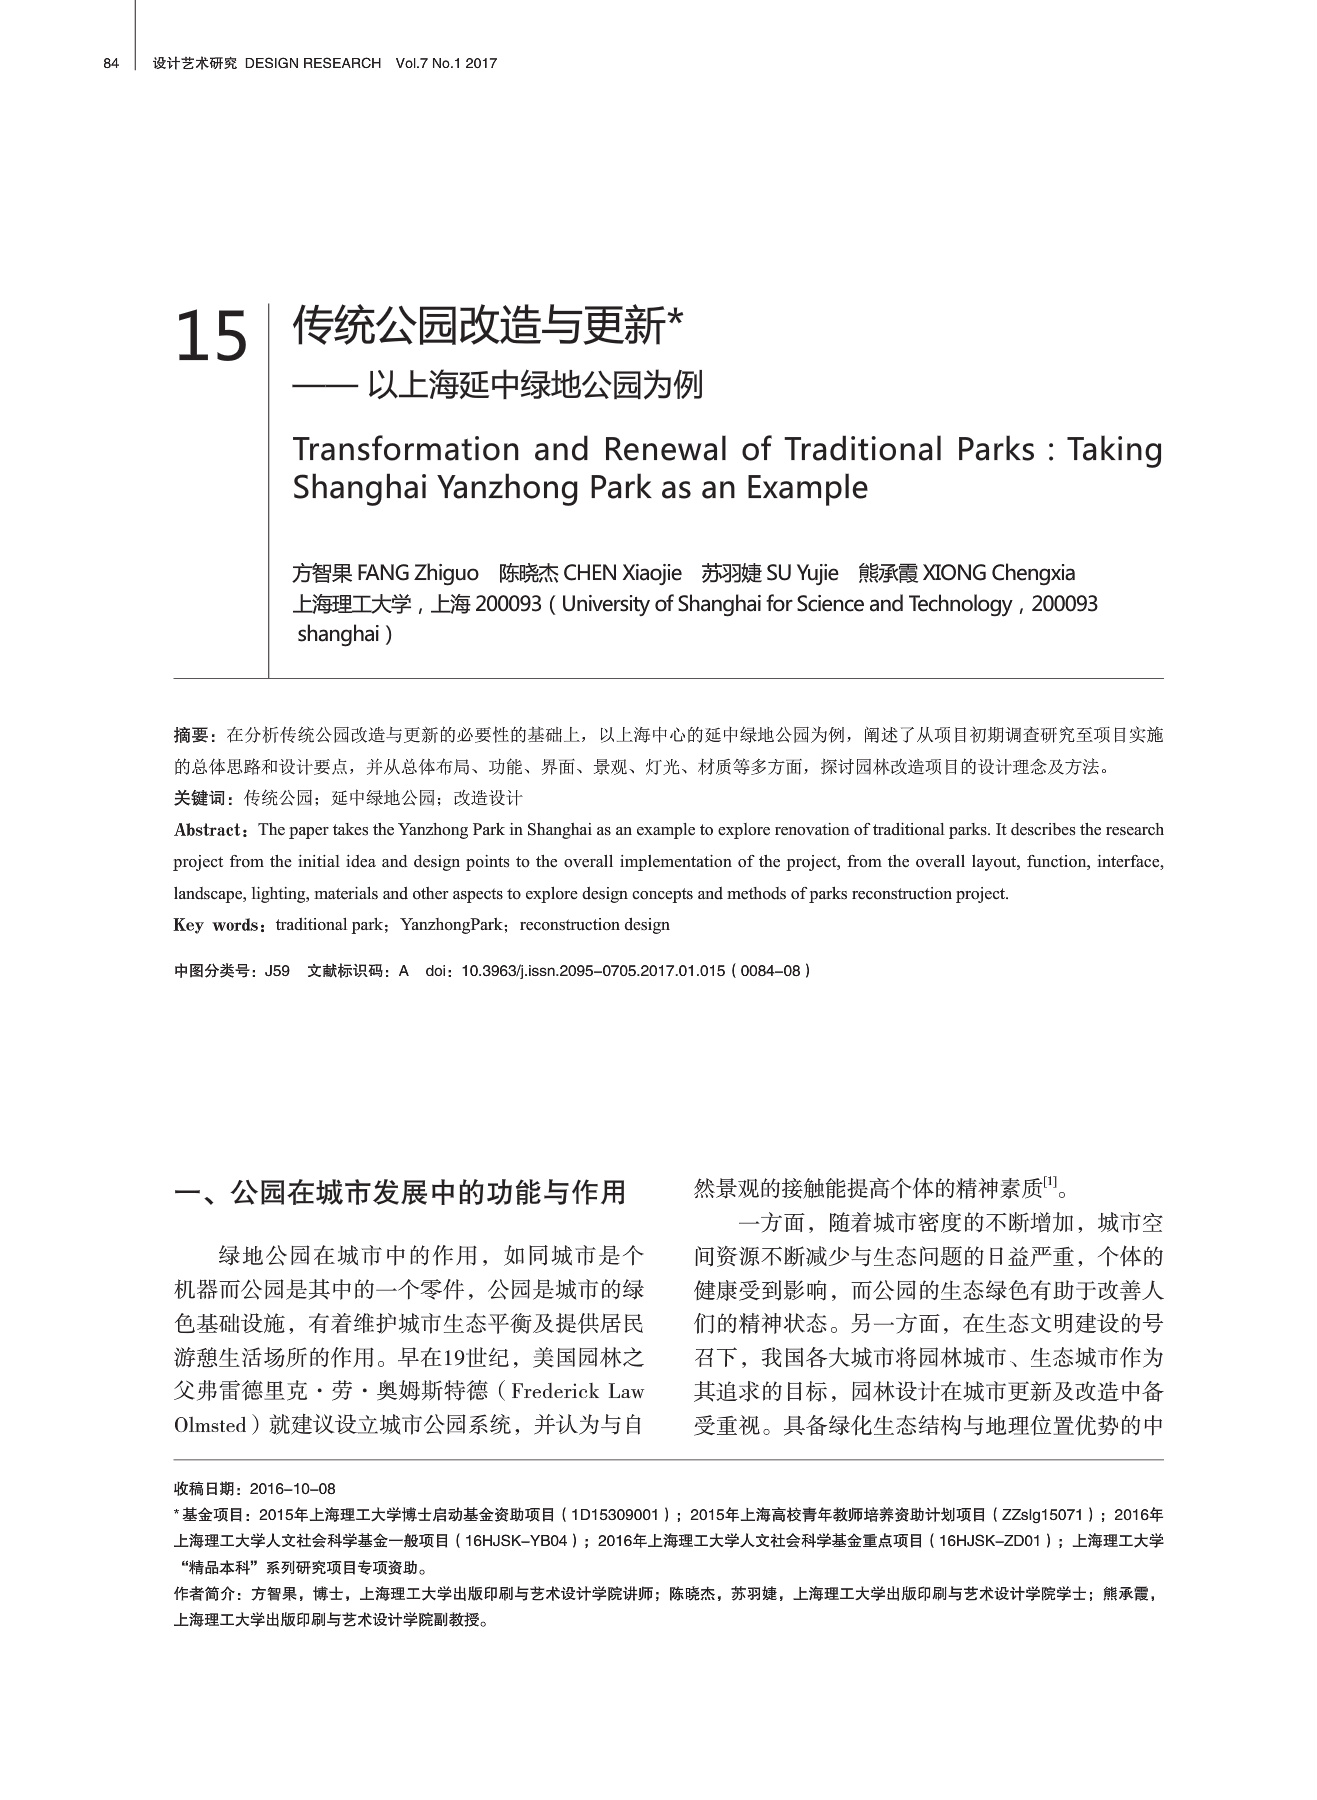 84 设计艺术研究 DESIGN RESEARCH Vol.7 No.1 2017
15
传统公园改造与更新*
—— 以上海延中绿地公园为例
Transformation and Renewal of Traditional Parks：Taking
Shanghai Yanzhong Park as an Example
方智果 FANG Zhiguo 陈晓杰 CHEN Xiaojie 苏羽婕 SU Yujie 熊承霞 XIONG Chengxia
上海理工大学，上海 200093（University of Shanghai for Science and Technology，200093
shanghai）
摘要：在分析传统公园改造与更新的必要性的基础上，以上海中心的延中绿地公园为例，阐述了从项目初期调查研究至项目实施
的总体思路和设计要点，并从总体布局、功能、界面、景观、灯光、材质等多方面，探讨园林改造项目的设计理念及方法。
关键词：传统公园；延中绿地公园；改造设计
Abstract：The paper takes the Yanzhong Park in Shanghai as an example to explore renovation of traditional parks. It describes the research
project from the initial idea and design points to the overall implementation of the project, from the overall layout, function, interface,
landscape, lighting, materials and other aspects to explore design concepts and methods of parks reconstruction project.
Key words：traditional park；YanzhongPark；reconstruction design
中图分类号：J59 文献标识码：A doi：10.3963/j.issn.2095-0705.2017.01.015（0084-08）
一、公园在城市发展中的功能与作用
绿地公园在城市中的作用，如同城市是个
机器而公园是其中的一个零件，公园是城市的绿
色基础设施，有着维护城市生态平衡及提供居民
游憩生活场所的作用。早在19世纪，美国园林之
父弗雷德里克·劳·奥姆斯特德（Frederick Law
Olmsted）就建议设立城市公园系统，并认为与自
然景观的接触能提高个体的精神素质[1]。
一方面，随着城市密度的不断增加，城市空
间资源不断减少与生态问题的日益严重，个体的
健康受到影响，而公园的生态绿色有助于改善人
们的精神状态。另一方面，在生态文明建设的号
召下，我国各大城市将园林城市、生态城市作为
其追求的目标，园林设计在城市更新及改造中备
受重视。具备绿化生态结构与地理位置优势的中
收稿日期：2016-10-08
*基金项目：2015年上海理工大学博士启动基金资助项目（1D15309001）；2015年上海高校青年教师培养资助计划项目（ZZslg15071）；2016年
上海理工大学人文社会科学基金一般项目（16HJSK-YB04）；2016年上海理工大学人文社会科学基金重点项目（16HJSK-ZD01）；上海理工大学
“精品本科”系列研究项目专项资助。
作者简介：方智果，博士，上海理工大学出版印刷与艺术设计学院讲师；陈晓杰，苏羽婕，上海理工大学出版印刷与艺术设计学院学士；熊承霞，
上海理工大学出版印刷与艺术设计学院副教授。